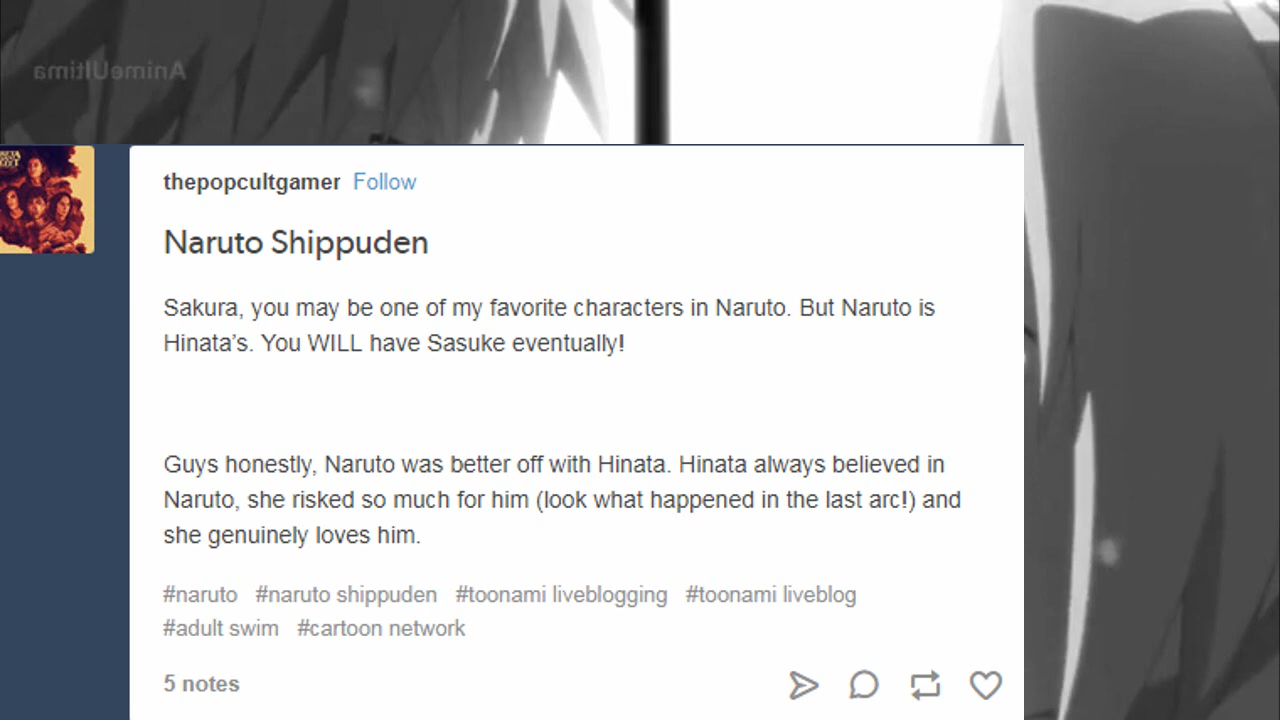 AnimeUltima
thepopcultgamer Follow
Naruto Shippuden
Sakura, you may be one of my favorite characters in Naruto. But Naruto is
Hinata’s. You WILL have Sasuke eventually!
Guys honestly, Naruto was better off with Hinata. Hinata always believed in
Naruto, she risked so much for him (look what happened in the last arc!) and
she genuinely loves him.
#naruto #naruto shippuden #toonami liveblogging #toonami liveblog
#adult swim #cartoon network
5 notes